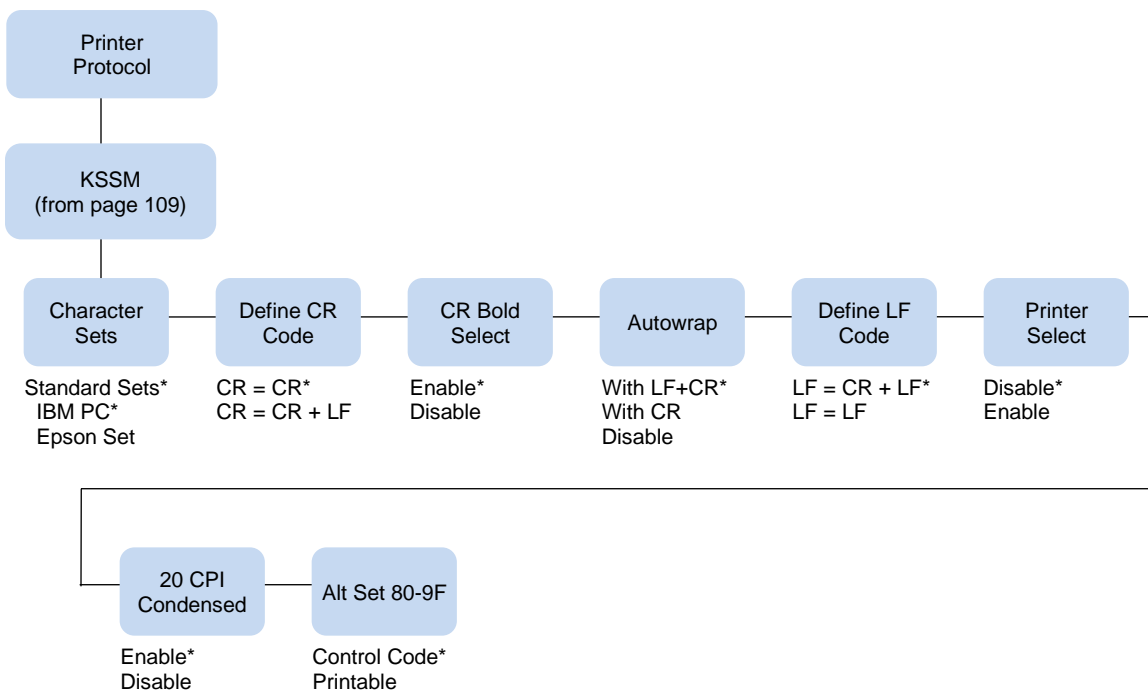 Printer
Protocol
KSSM
(from page 109)
Character
Sets
Define CR
Code
CR Bold
Select
Autowrap
Define LF
Code
Printer
Select
Standard Sets*
IBM PC*
Epson Set
CR = CR*
CR = CR + LF
Enable*
Disable
With LF+CR*
With CR
Disable
LF = CR + LF*
LF = LF
Disable*
Enable
20 CPI
Condensed
Alt Set 80-9F
Enable*
Disable
Control Code*
Printable